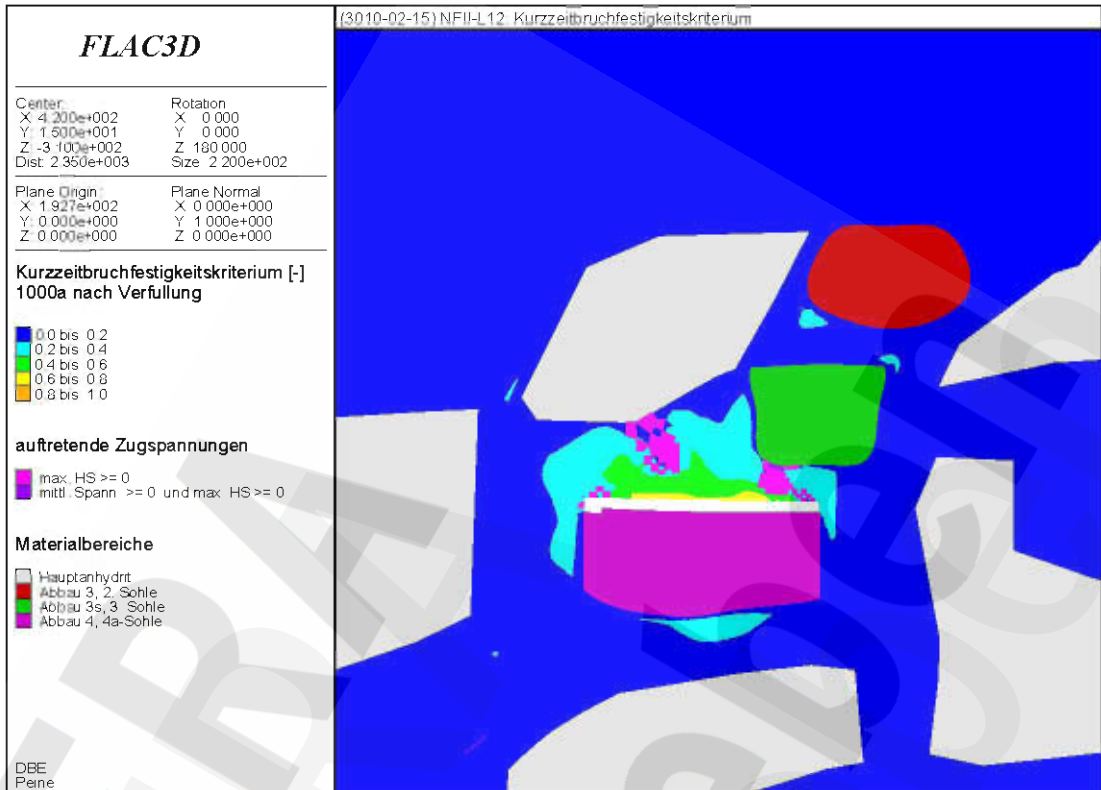 (3010-02-15) NFII-L12: Kurzzeitbruchfestigkeitskriterium
FLAC3D
Center: Rotation
X: 4.200e+002 X: 0.000
Y: 1.500e+001 Y: 0.000
Z: -3.100e+002 Z: 180.000
Dist: 2.350e+003 Size: 2.200e+002
Plane Origin: Plane Normal
X: 1.927e+002 X: 0.000e+000
Y: 0.000e+000 Y: 1.000e+000
Z: 0.000e+000 Z: 0.000e+000
Kurzzeitbruchfestigkeitskriterium [-]
1000a nach Verfullung
0.0 bis 0.2
0.2 bis 0.4
0.4 bis 0.6
0.6 bis 0.8
0.8 bis 1.0
auftretende Zugspannungen
max. HS >= 0
mittl. Spann. >= 0 und max. HS >= 0
Materialbereiche
Hauptanhydrit
Abbau 3, 2. Sohle
Abbau 3s, 3. Sohle
Abbau 4, 4a-Sohle
DBE
Peine